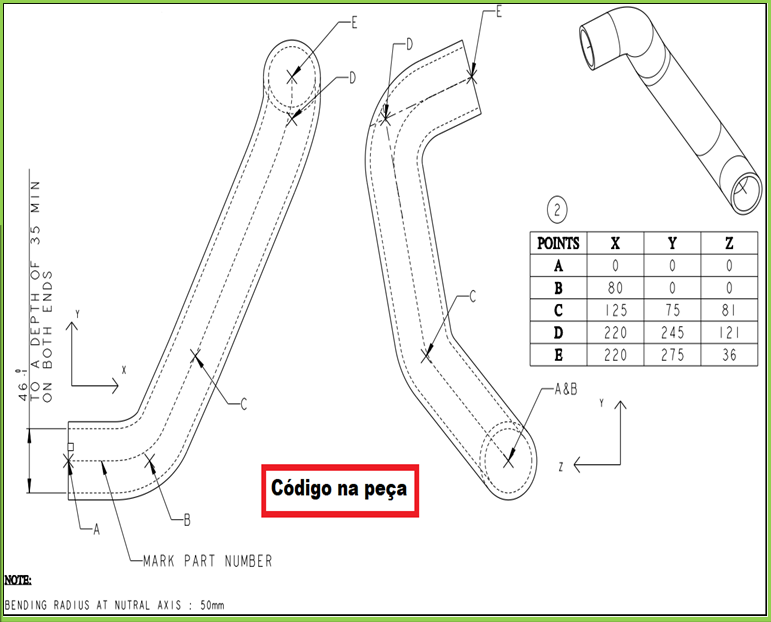 E
D
E
D
2
POINTS X Y Z
A 0 0 0
B 80 0 0
C 125 75 81
D 220 245 121
E 220 275 36
46 0 -1
TO A DEPTH OF 35 MIN
ON BOTH ENDS
Y
X
C
C
A&B
Y
Z
Código na peça
A
B
MARK PART NUMBER
NOTE:
BENDING RADIUS AT NUTRAL AXIS : 50mm